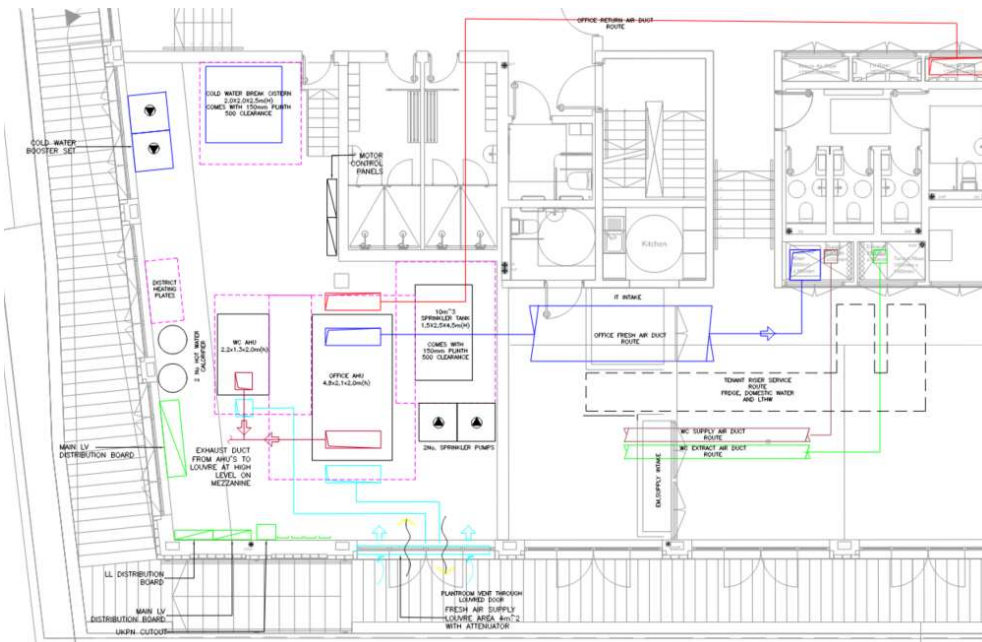 OFFICE RETURN AIR DUCT
ROUTE
COLD WATER BREAK CISTERN
2.0X2.0X2.5m(H)
COMES WITH 150mm PLINTH
500 CLEARANCE
COLD WATER
BOOSTER SET
MOTOR
CONTROL
PANELS
Kitchen
DISTRICT
HEATING
PLATES
2 No. HOT WATER
CALORIFIER
WC AHU
2.2x1.3x2.0m(h)
OFFICE AHU
4.8x2.1x2.0m(h)
10m^3
SPRINKLER TANK
1.5X2.5X4.5m(H)
COMES WITH
150mm PLINTH
500 CLEARANCE
IT INTAKE
OFFICE FRESH AIR DUCT
ROUTE
TENANT RISER SERVICE
ROUTE
FRIDGE, DOMESTIC WATER
AND LTHW
2No. SPRINKLER PUMPS
WC SUPPLY AIR DUCT
ROUTE
WC EXTRACT AIR DUCT
ROUTE
MAIN LV
DISTRIBUTION BOARD
EXHAUST DUCT
FROM AHU'S TO
LOUVRE AT HIGH
LEVEL ON
MEZZANINE
EM.SUPPLY INTAKE
LL DISTRIBUTION
BOARD
MAIN LV
DISTRIBUTION BOARD
UKPN CUTOUT
PLANTROOM VENT THROUGH
LOUVRED DOOR
FRESH AIR SUPPLY
LOUVRE AREA 4m^2
WITH ATTENUATOR